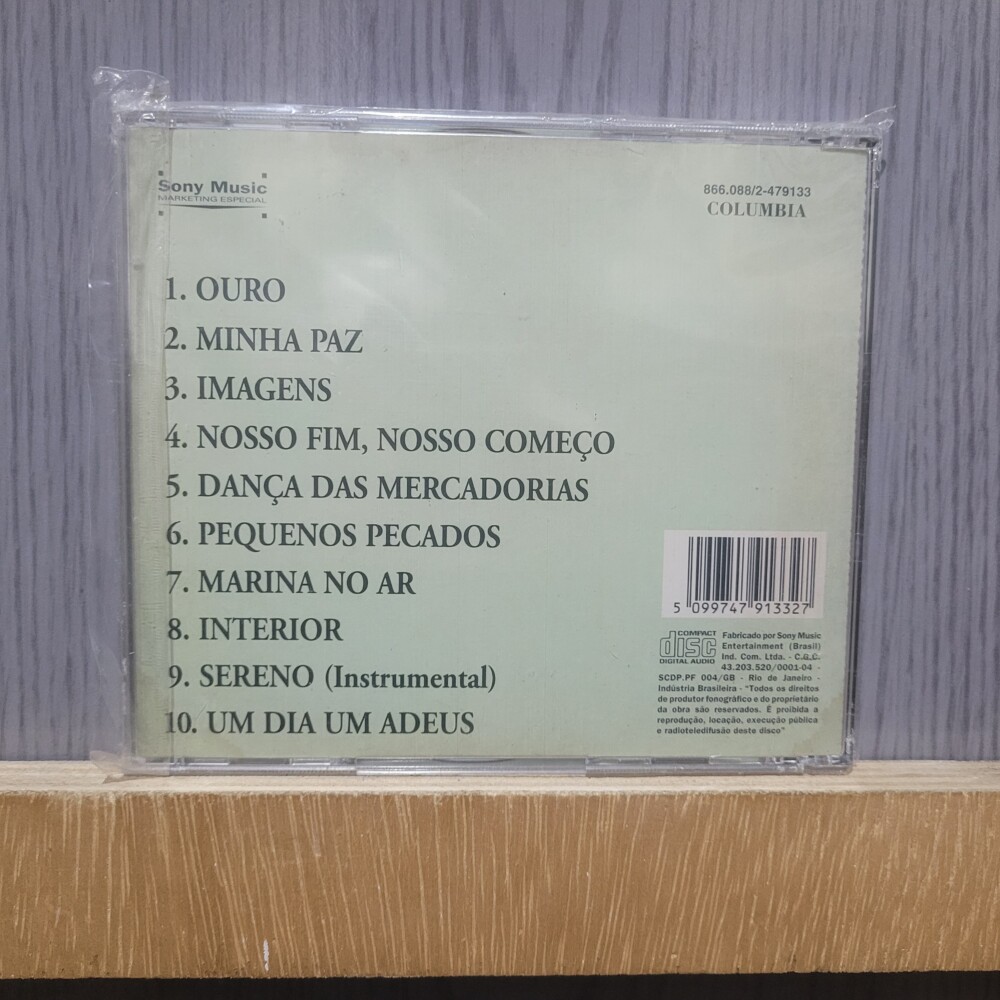 Sony Music
MARKETING ESPECIAL
866.088/2-479133
COLUMBIA
1. OURO
2. MINHA PAZ
3. IMAGENS
4. NOSSO FIM, NOSSO COMEÇO
5. DANÇA DAS MERCADORIAS
6. PEQUENOS PECADOS
7. MARINA NO AR
8. INTERIOR
9. SERENO (Instrumental)
10. UM DIA UM ADEUS
5 099747 913327
COMPACT
disc
DIGITAL AUDIO
Fabricado por Sony Music
Entertainment (Brasil)
Ind. Com. Ltda. - C.G.C.
43.203.520/0001-04 -
SCDP.PF 004/GB - Rio de Janeiro -
Indústria Brasileira - "Todos os direitos
de produtor fonográfico e do proprietário
da obra são reservados. É proibida a
reprodução, locação, execução pública
e radioteledifusão deste disco"